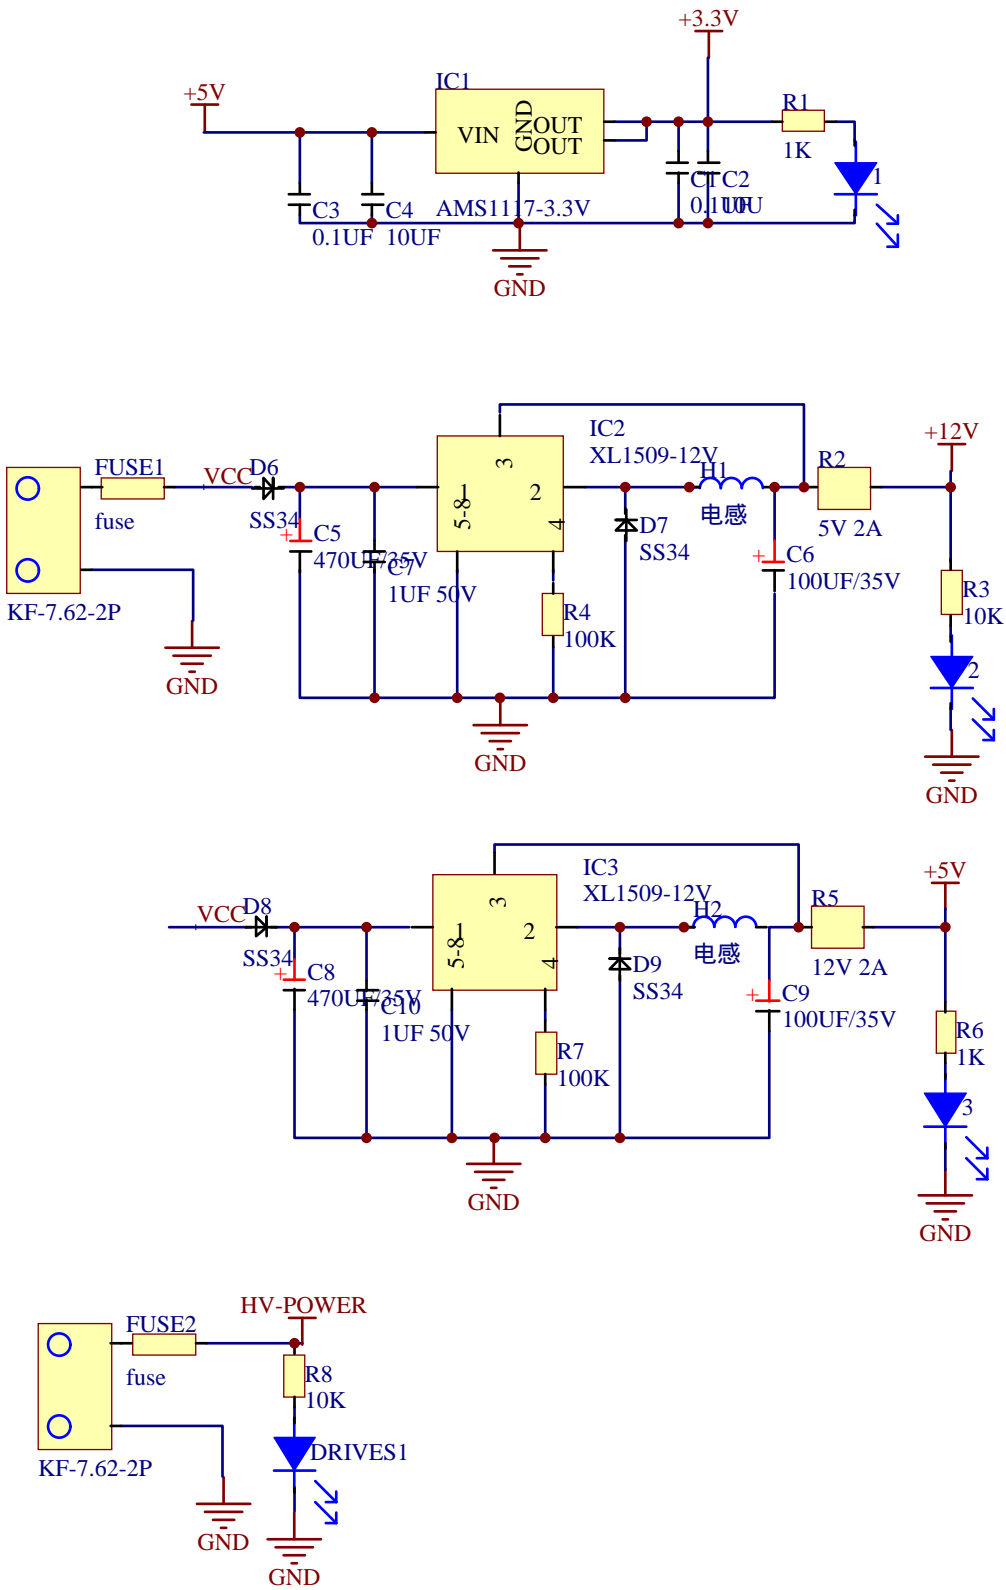 +3.3V
+5V
IC1
VIN
GND
OUT
OUT
R1
1K
1
C3
0.1UF
C4
10UF
AMS1117-3.3V
C1
0.1UF
C2
10U
GND
FUSE1
fuse
KF-7.62-2P
GND
VCC
D6
SS34
C5
470UF/35V
C7
1UF 50V
IC2
XL1509-12V
3
1
2
5-8
4
R4
100K
D7
SS34
H1
电感
C6
100UF/35V
R2
5V 2A
+12V
R3
10K
2
GND
GND
VCC
D8
SS34
C8
470UF/35V
C10
1UF 50V
IC3
XL1509-12V
3
1
2
5-8
4
R7
100K
D9
SS34
H2
电感
C9
100UF/35V
R5
12V 2A
+5V
R6
1K
3
GND
GND
HV-POWER
FUSE2
fuse
KF-7.62-2P
R8
10K
DRIVES1
GND
GND